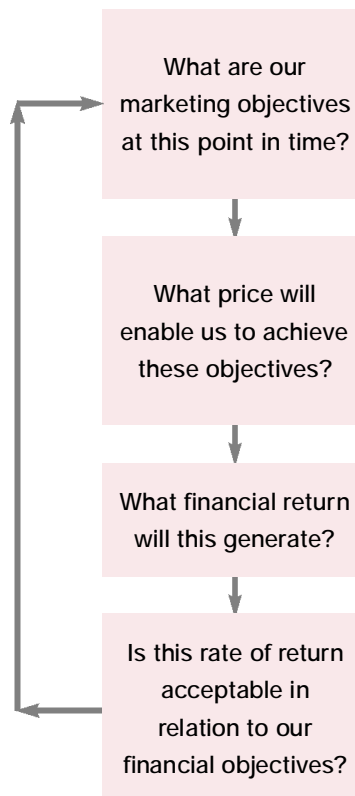 What are our
marketing objectives
at this point in time?
What price will
enable us to achieve
these objectives?
What financial return
will this generate?
Is this rate of return
acceptable in
relation to our
financial objectives?